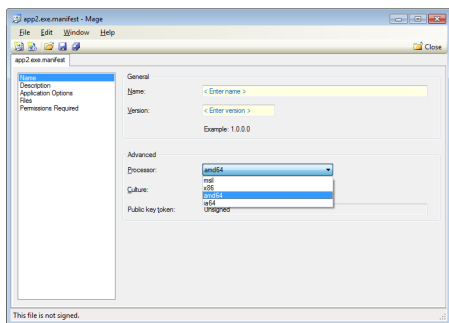 app2.exe.manifest - Mage
File Edit Window Help
Close
app2.exe.manifest
Name
Description
Application Options
Files
Permissions Required
General
Name:
< Enter name >
Version:
< Enter version >
Example: 1.0.0.0
Advanced
Processor:
amd64
msil
x86
amd64
ia64
Culture:
Public key token:
Unsigned
This file is not signed.